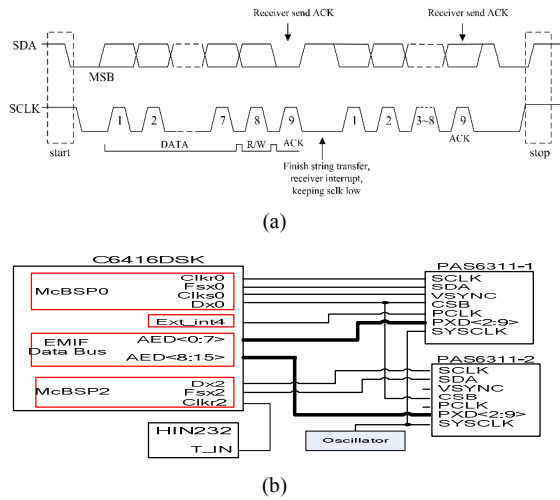 Receiver send ACK
Receiver send ACK
SDA
MSB
SCLK
1 2 7 8 9 1 2 3~8 9
start
DATA
R/W
ACK
ACK
stop
Finish string transfer,
receiver interrupt,
keeping sclk low
(a)
C6416DSK
McBSP0
Clkr0
Fsx0
Clks0
Dx0
Ext_int4
EMIF
Data Bus
AED<0:7>
AED<8:15>
McBSP2
Dx2
Fsx2
Clkr2
HIN232
T_IN
Oscillator
PAS6311-1
SCLK
SDA
VSYNC
CSB
PCLK
PXD<2:9>
SYSCLK
PAS6311-2
SCLK
SDA
VSYNC
CSB
PCLK
PXD<2:9>
SYSCLK
(b)